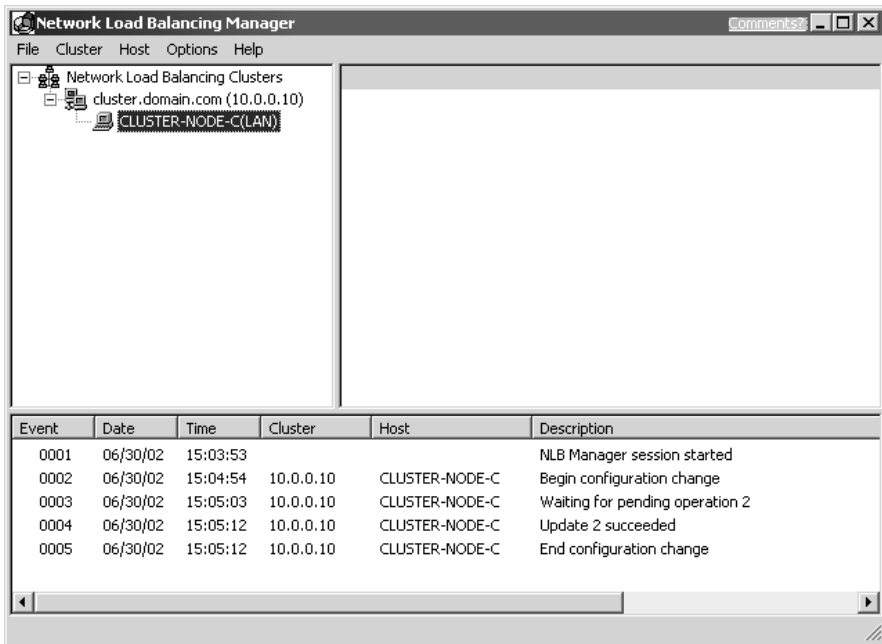 Network Load Balancing Manager Comments?
File Cluster Host Options Help
Network Load Balancing Clusters
cluster.domain.com (10.0.0.10)
CLUSTER-NODE-C(LAN)
Event Date Time Cluster Host Description
0001 06/30/02 15:03:53 NLB Manager session started
0002 06/30/02 15:04:54 10.0.0.10 CLUSTER-NODE-C Begin configuration change
0003 06/30/02 15:05:03 10.0.0.10 CLUSTER-NODE-C Waiting for pending operation 2
0004 06/30/02 15:05:12 10.0.0.10 CLUSTER-NODE-C Update 2 succeeded
0005 06/30/02 15:05:12 10.0.0.10 CLUSTER-NODE-C End configuration change